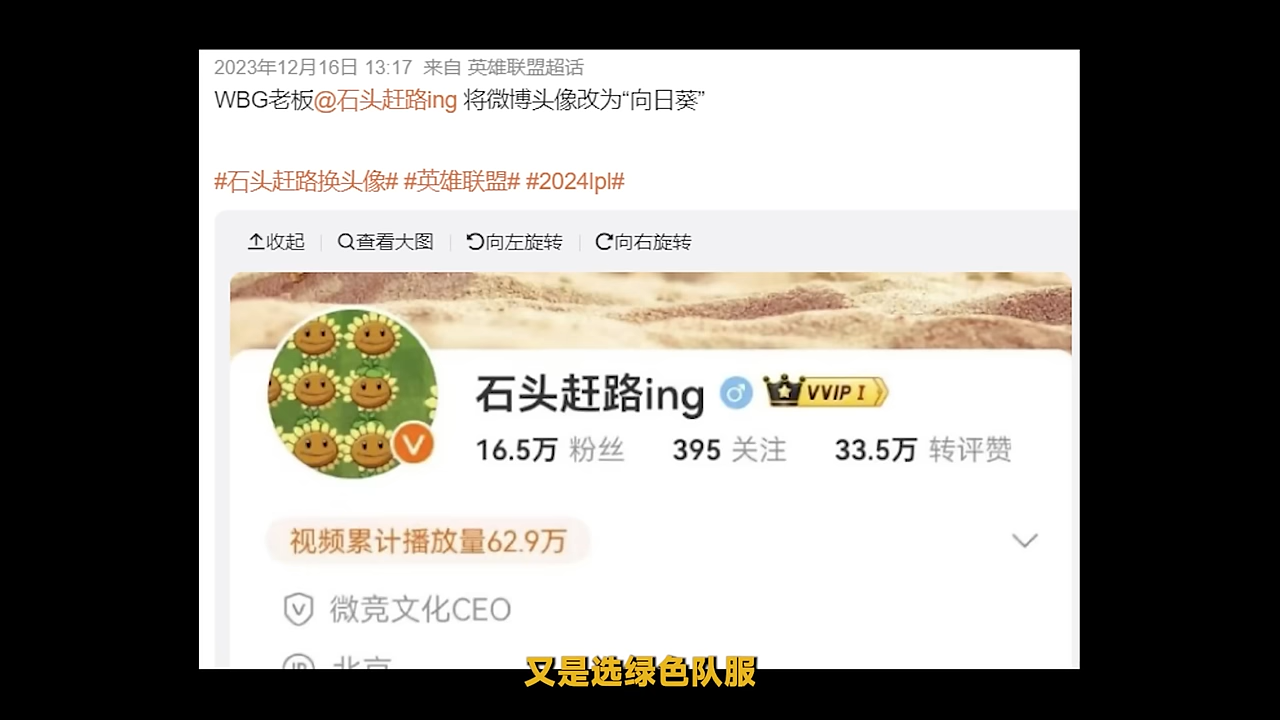 2023年12月16日 13:17 来自 英雄联盟超话
WBG老板@石头赶路ing 将微博头像改为“向日葵”
#石头赶路换头像# #英雄联盟# #2024lpl#
收起 查看大图 向左旋转 向右旋转
石头赶路ing VVIP I
16.5万 粉丝 395 关注 33.5万 转评赞
视频累计播放量62.9万
微竞文化CEO
北京
又是选绿色队服